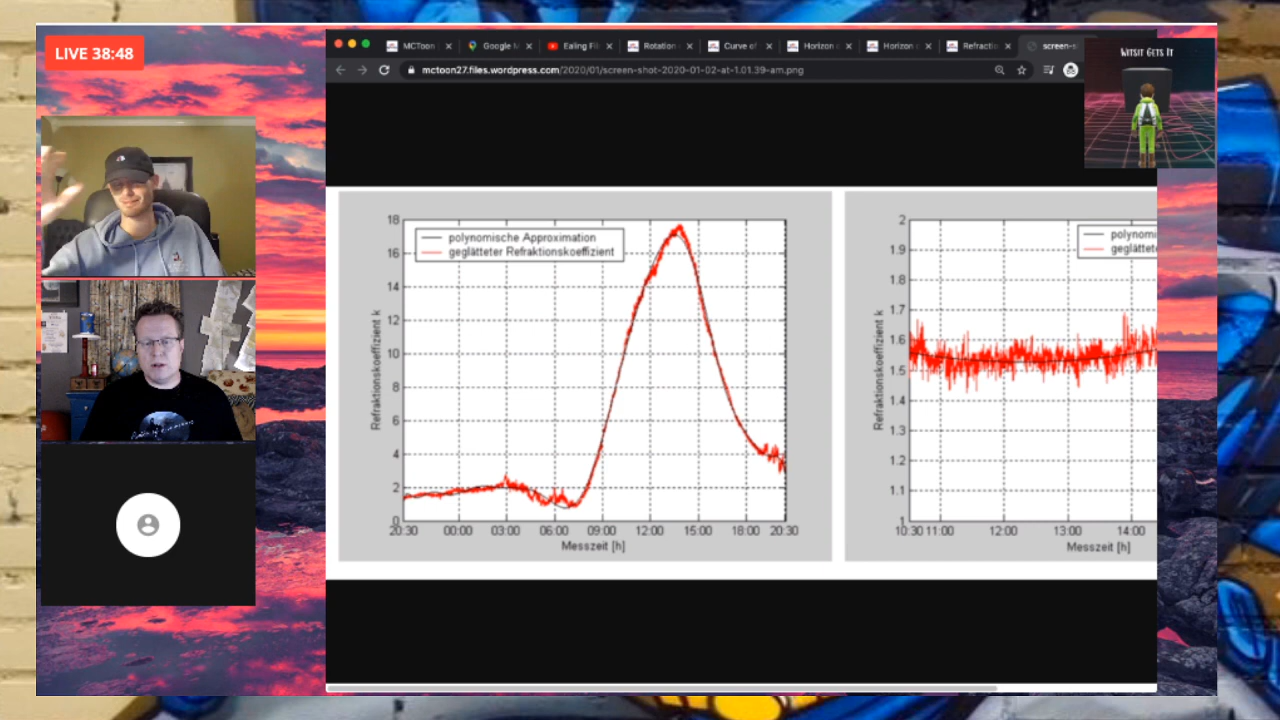 LIVE 38:48
MCToon
Google M
Ealing Fi
Rotation
Curve of
Horizon o
Horizon o
Refractio
screen-s
mctoon27.files.wordpress.com/2020/01/screen-shot-2020-01-02-at-1.01.39-am.png
WITSIT GETS IT
18
16
14
12
10
8
6
4
2
0
Refraktionskoeffizient k
polynomische Approximation
geglätteter Refraktionskoeffizient
20:30 00:00 03:00 06:00 09:00 12:00 15:00 18:00 20:30
Messzeit [h]
2
1.9
1.8
1.7
1.6
1.5
1.4
1.3
1.2
1.1
1
Refraktionskoeffizient k
polynom
geglättete
10:30 11:00 12:00 13:00 14:00
Messzeit [h]